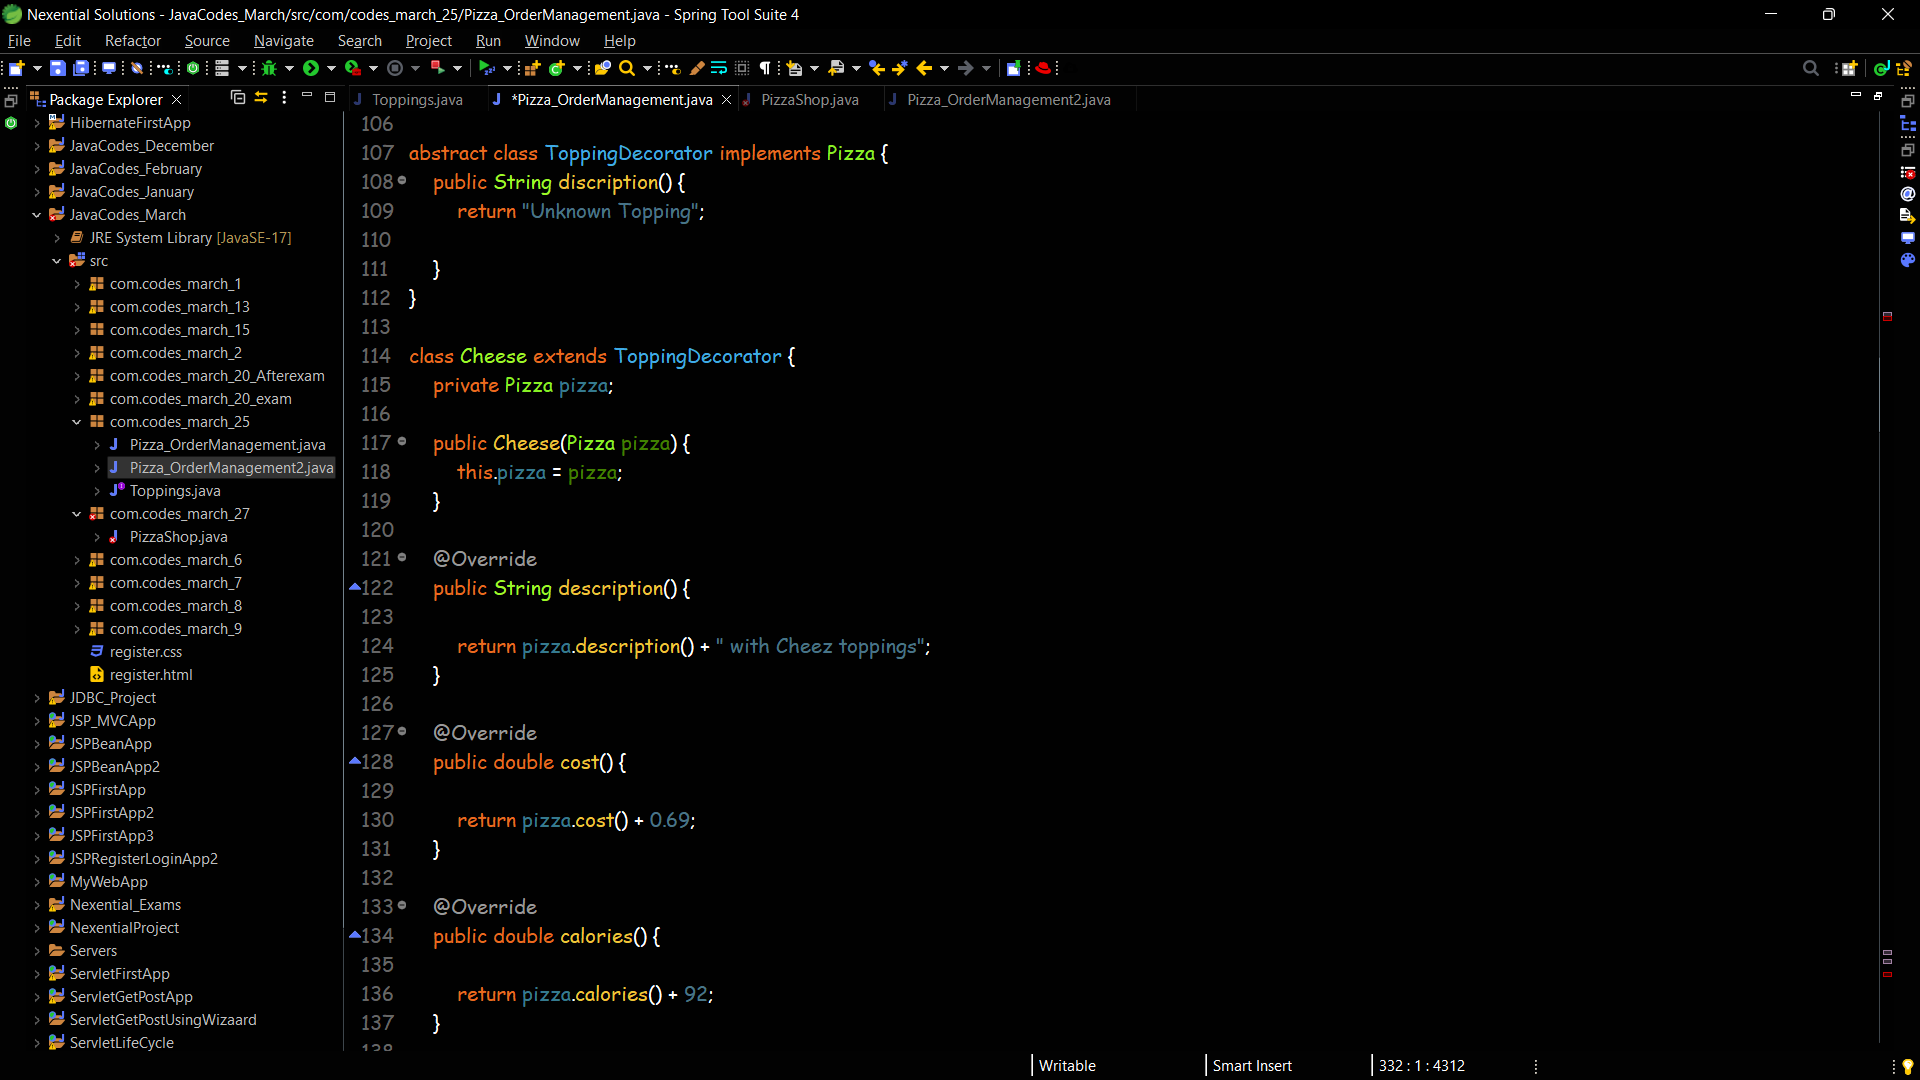 Nexential Solutions - JavaCodes_March/src/com/codes_march_25/Pizza_OrderManagement.java - Spring Tool Suite 4
File Edit Refactor Source Navigate Search Project Run Window Help
Package Explorer
Toppings.java
*Pizza_OrderManagement.java
PizzaShop.java
Pizza_OrderManagement2.java
HibernateFirstApp
JavaCodes_December
JavaCodes_February
JavaCodes_January
JavaCodes_March
JRE System Library [JavaSE-17]
src
com.codes_march_1
com.codes_march_13
com.codes_march_15
com.codes_march_2
com.codes_march_20_Afterexam
com.codes_march_20_exam
com.codes_march_25
Pizza_OrderManagement.java
Pizza_OrderManagement2.java
Toppings.java
com.codes_march_27
PizzaShop.java
com.codes_march_6
com.codes_march_7
com.codes_march_8
com.codes_march_9
register.css
register.html
JDBC_Project
JSP_MVCApp
JSPBeanApp
JSPBeanApp2
JSPFirstApp
JSPFirstApp2
JSPFirstApp3
JSPRegisterLoginApp2
MyWebApp
Nexential_Exams
NexentialProject
Servers
ServletFirstApp
ServletGetPostApp
ServletGetPostUsingWizaard
ServletLifeCycle
106
107 abstract class ToppingDecorator implements Pizza {
108 public String discription() {
109 return "Unknown Topping";
110
111 }
112 }
113
114 class Cheese extends ToppingDecorator {
115 private Pizza pizza;
116
117 public Cheese(Pizza pizza) {
118 this.pizza = pizza;
119 }
120
121 @Override
122 public String description() {
123
124 return pizza.description() + " with Cheez toppings";
125 }
126
127 @Override
128 public double cost() {
129
130 return pizza.cost() + 0.69;
131 }
132
133 @Override
134 public double calories() {
135
136 return pizza.calories() + 92;
137 }
138
Writable
Smart Insert
332 : 1 : 4312